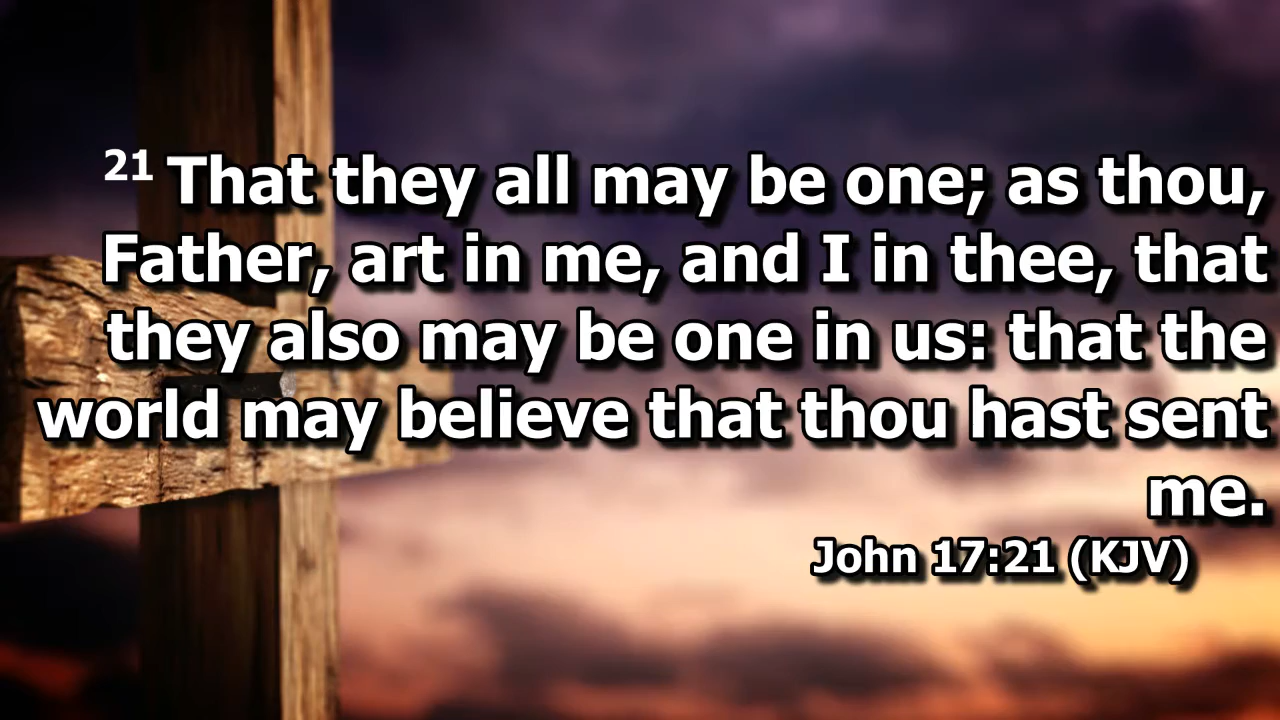 21 That they all may be one; as thou,
Father, art in me, and I in thee, that
they also may be one in us: that the
world may believe that thou hast sent
me.
John 17:21 (KJV)